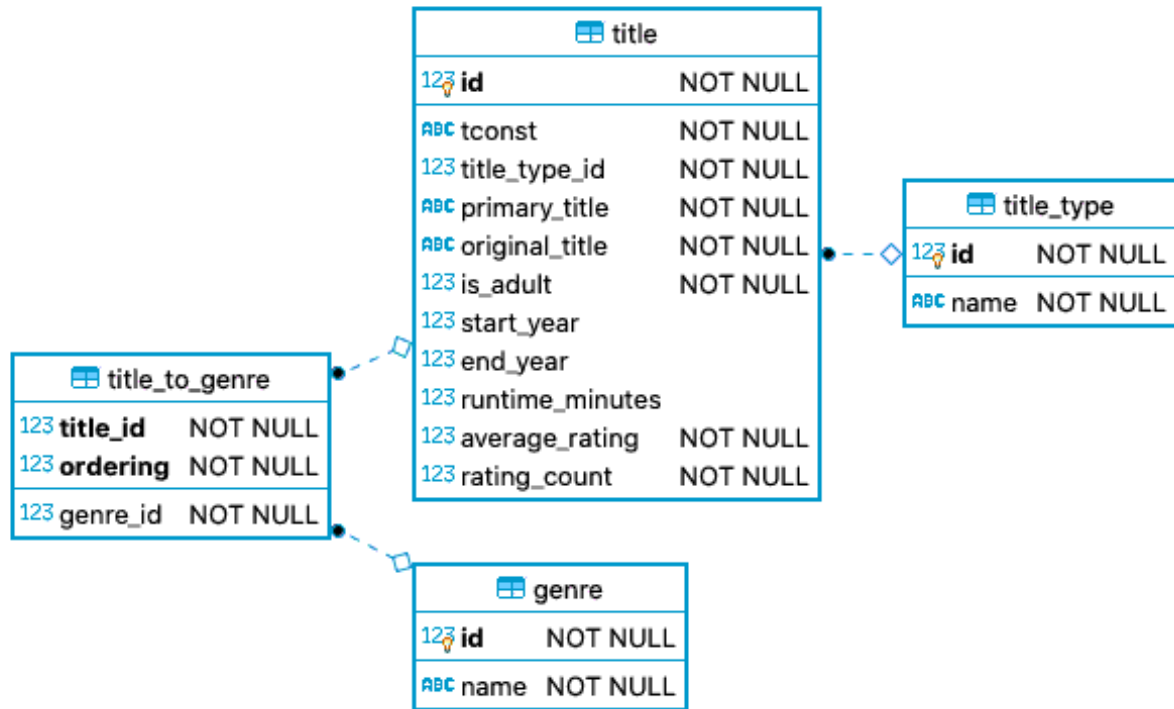 title
123 id NOT NULL
ABC tconst NOT NULL
123 title_type_id NOT NULL
ABC primary_title NOT NULL
ABC original_title NOT NULL
123 is_adult NOT NULL
123 start_year
123 end_year
123 runtime_minutes
123 average_rating NOT NULL
123 rating_count NOT NULL
title_type
123 id NOT NULL
ABC name NOT NULL
title_to_genre
123 title_id NOT NULL
123 ordering NOT NULL
123 genre_id NOT NULL
genre
123 id NOT NULL
ABC name NOT NULL